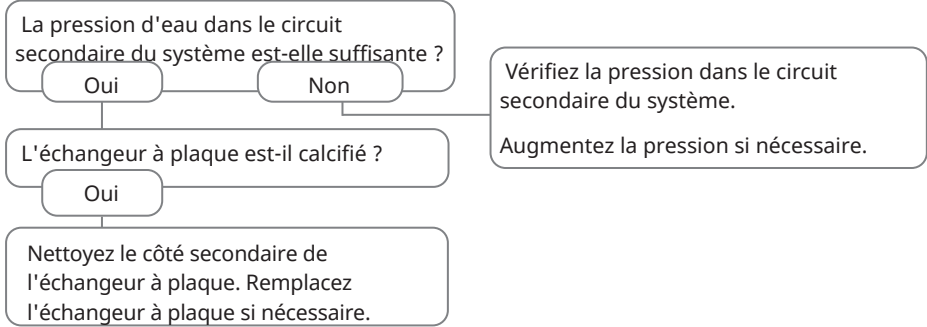 La pression d'eau dans le circuit
secondaire du système est-elle suffisante ?
Oui
Non
Vérifiez la pression dans le circuit
secondaire du système.
Augmentez la pression si nécessaire.
L'échangeur à plaque est-il calcifié ?
Oui
Nettoyez le côté secondaire de
l'échangeur à plaque. Remplacez
l'échangeur à plaque si nécessaire.